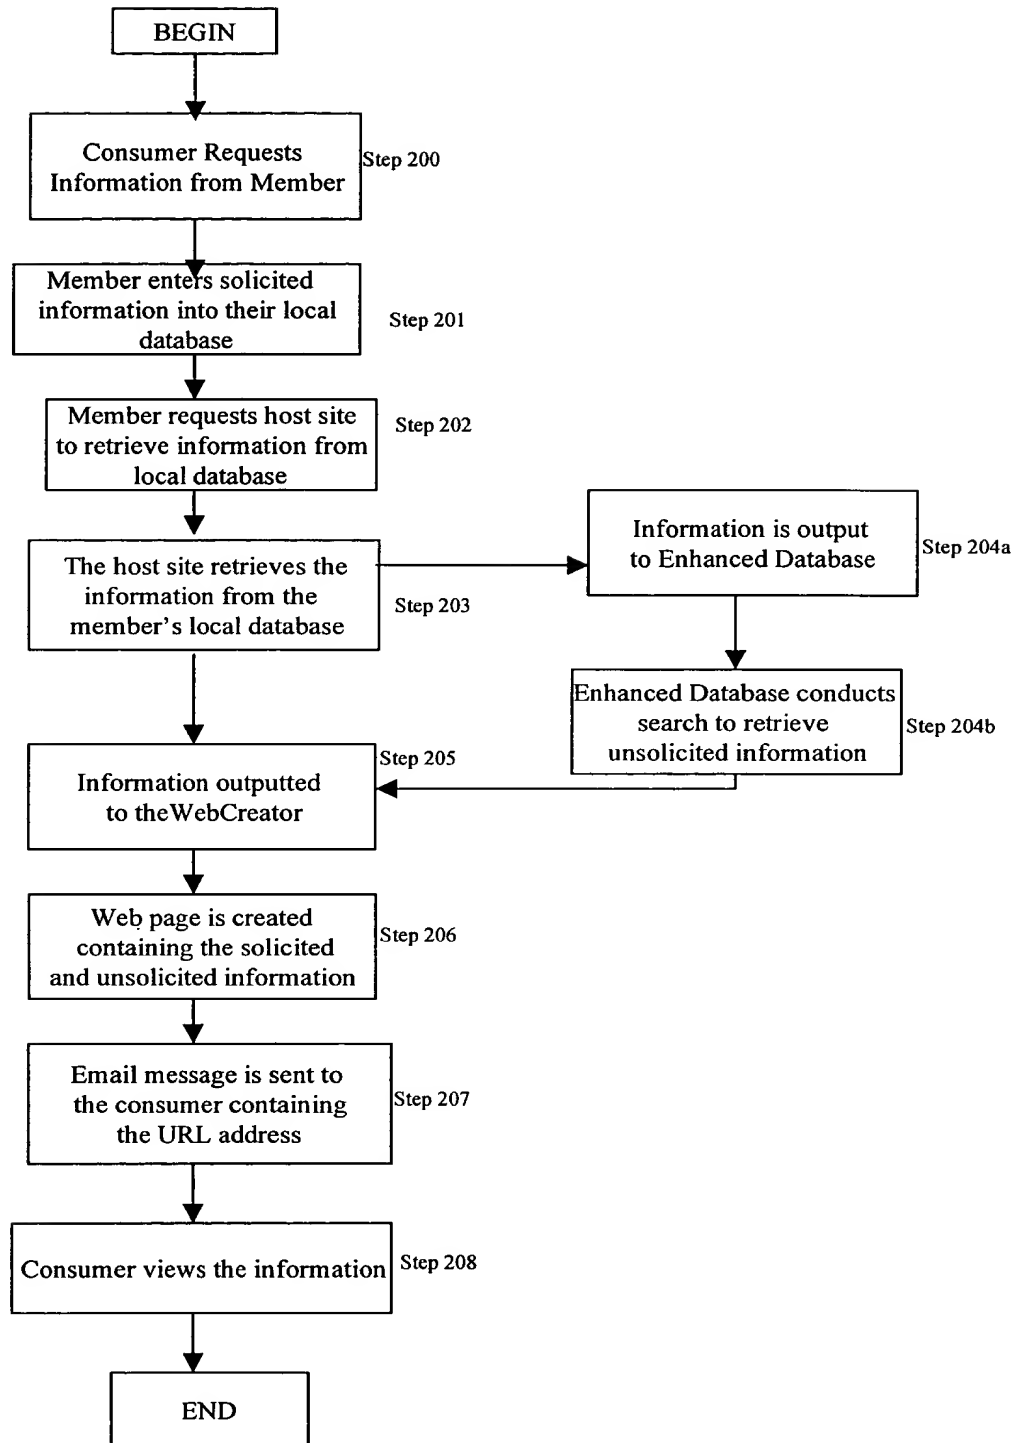 BEGIN
Consumer Requests
Information from Member
Step 200
Member enters solicited
information into their local
database
Step 201
Member requests host site
to retrieve information from
local database
Step 202
The host site retrieves the
information from the
member's local database
Step 203
Information is output
to Enhanced Database
Step 204a
Enhanced Database conducts
search to retrieve
unsolicited information
Step 204b
Information outputted
to theWebCreator
Step 205
Web page is created
containing the solicited
and unsolicited information
Step 206
Email message is sent to
the consumer containing
the URL address
Step 207
Consumer views the information
Step 208
END